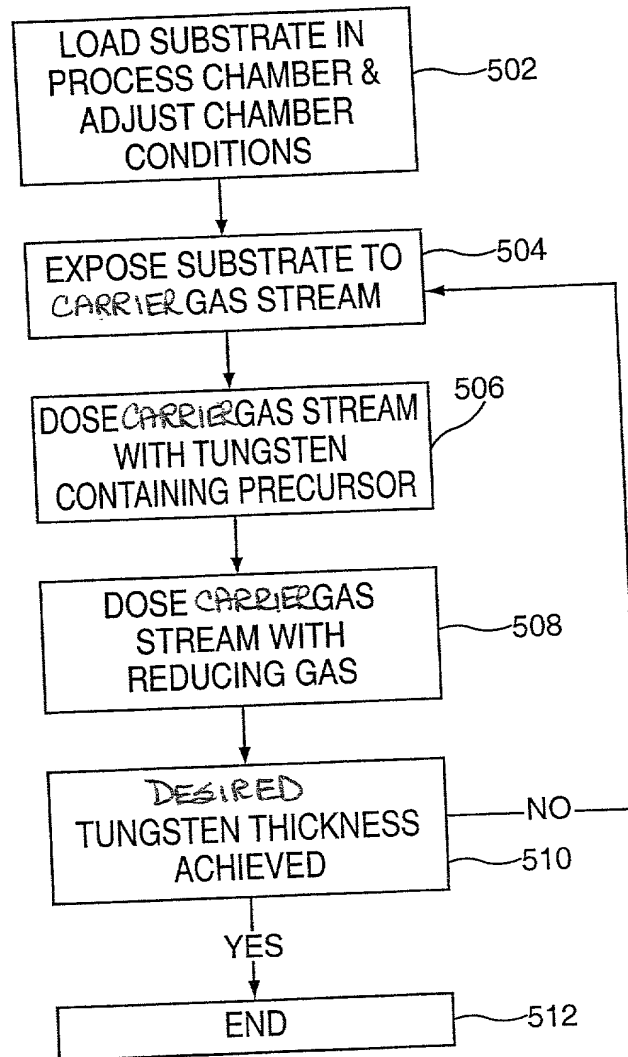 LOAD SUBSTRATE IN
PROCESS CHAMBER &
ADJUST CHAMBER
CONDITIONS
502
EXPOSE SUBSTRATE TO
CARRIER GAS STREAM
504
DOSE CARRIER GAS STREAM
WITH TUNGSTEN
CONTAINING PRECURSOR
506
DOSE CARRIER GAS
STREAM WITH
REDUCING GAS
508
DESIRED
TUNGSTEN THICKNESS
ACHIEVED
NO
510
YES
END
512